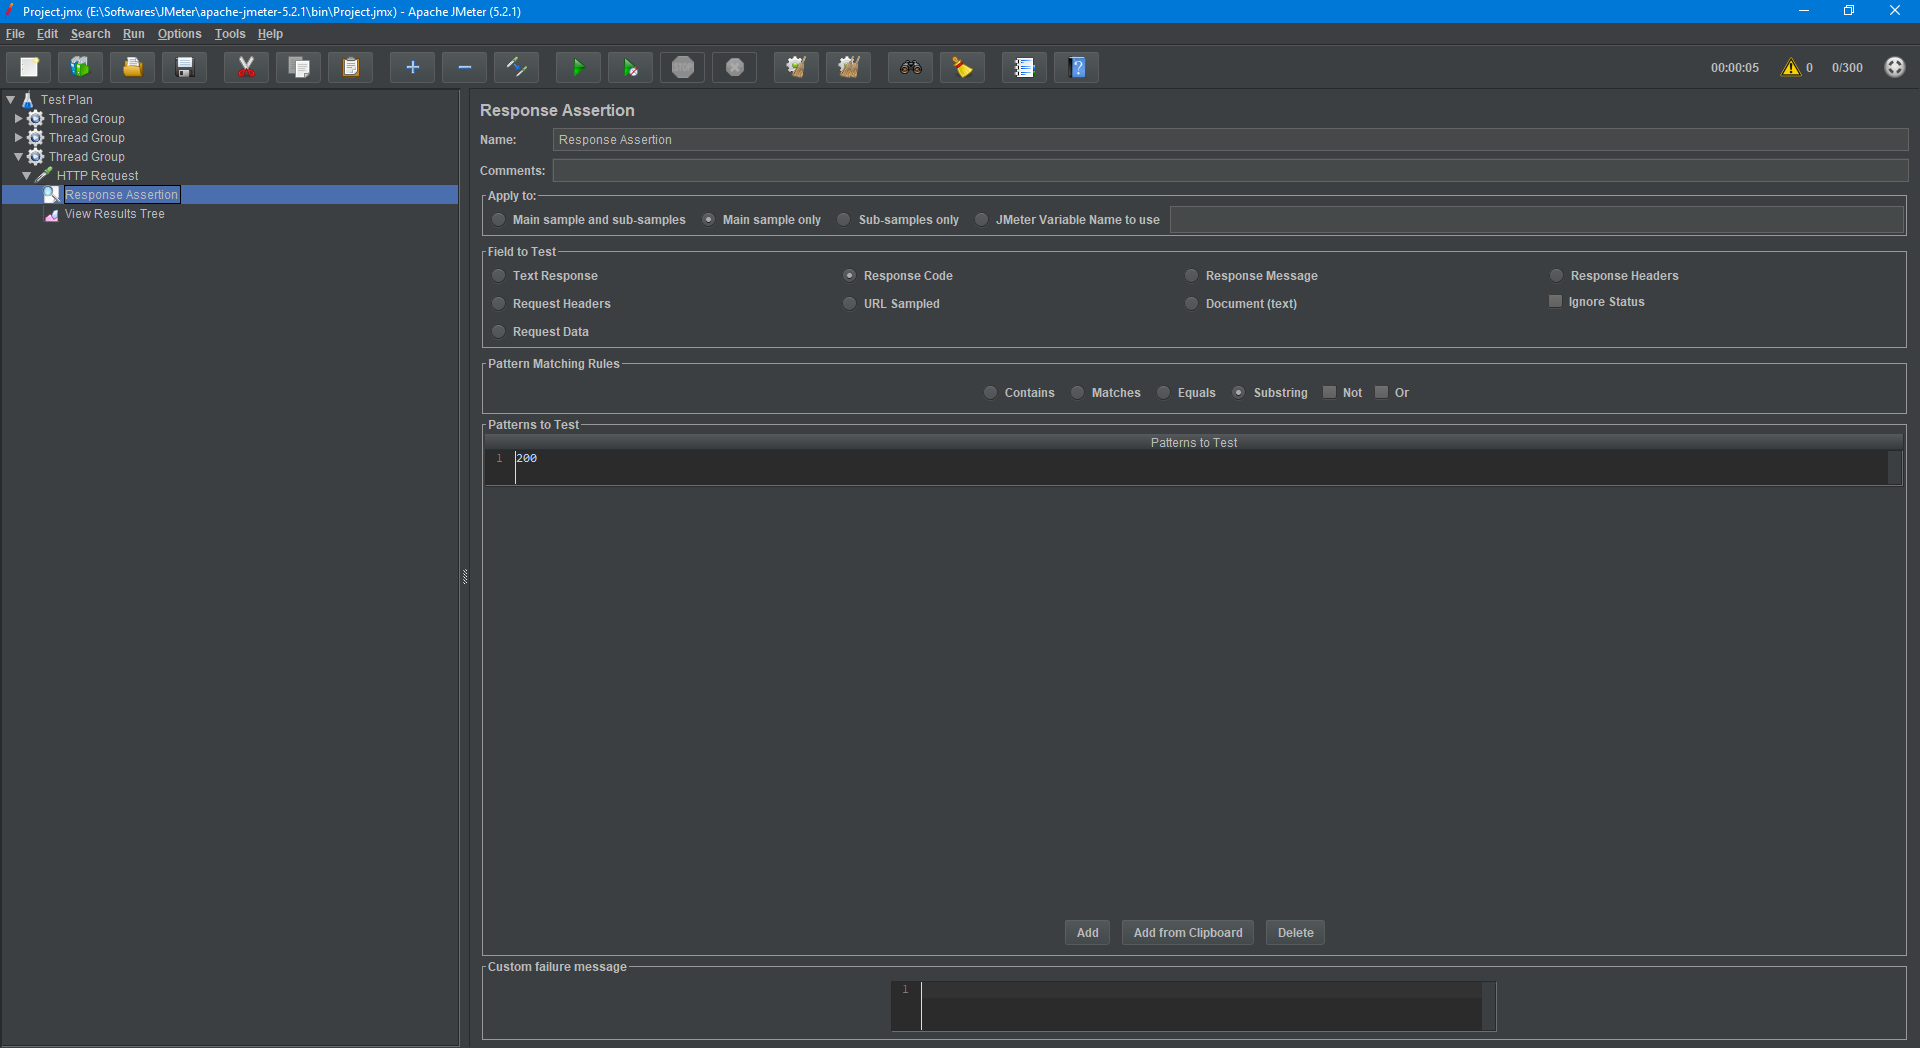 Project.jmx (E:\Softwares\JMeter\apache-jmeter-5.2.1\bin\Project.jmx) - Apache JMeter (5.2.1)
File Edit Search Run Options Tools Help
STOP
00:00:05 0 0/300
Test Plan
Thread Group
Thread Group
Thread Group
HTTP Request
Response Assertion
View Results Tree
Response Assertion
Name: Response Assertion
Comments:
Apply to:
Main sample and sub-samples Main sample only Sub-samples only JMeter Variable Name to use
Field to Test
Text Response Response Code Response Message Response Headers
Request Headers URL Sampled Document (text) Ignore Status
Request Data
Pattern Matching Rules
Contains Matches Equals Substring Not Or
Patterns to Test
Patterns to Test
1 200
Add Add from Clipboard Delete
Custom failure message
1